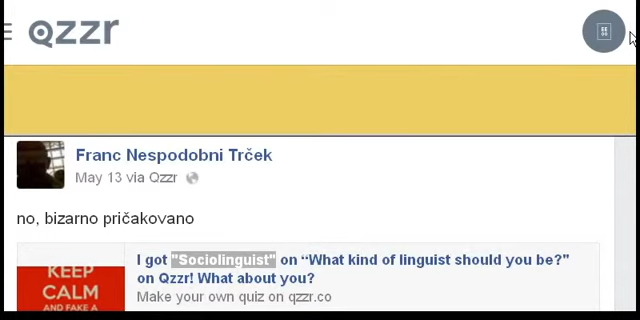 qzzr
Franc Nespodobni Trček
May 13 via Qzzr
no, bizarno pričakovano
I got "Sociolinguist" on “What kind of linguist should you be?"
on Qzzr! What about you?
Make your own quiz on qzzr.co
KEEP
CALM
AND FAKE A